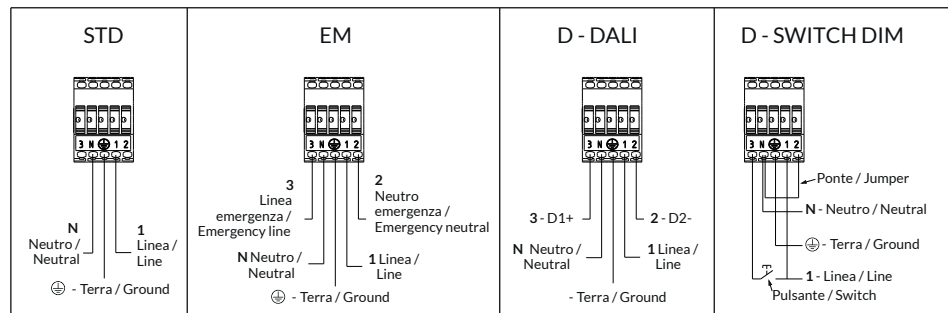 STD
3 N ⏚ 1 2
N
Neutro /
Neutral
1
Linea /
Line
⏚ - Terra / Ground
EM
3 N ⏚ 1 2
3
Linea
emergenza /
Emergency line
2
Neutro
emergenza /
Emergency neutral
N Neutro /
Neutral
1 Linea /
Line
⏚ - Terra / Ground
D - DALI
3 N ⏚ 1 2
3 - D1+
2 - D2-
N Neutro /
Neutral
1 Linea /
Line
- Terra / Ground
D - SWITCH DIM
3 N ⏚ 1 2
Ponte / Jumper
N - Neutro / Neutral
⏚ - Terra / Ground
1 - Linea / Line
Pulsante / Switch